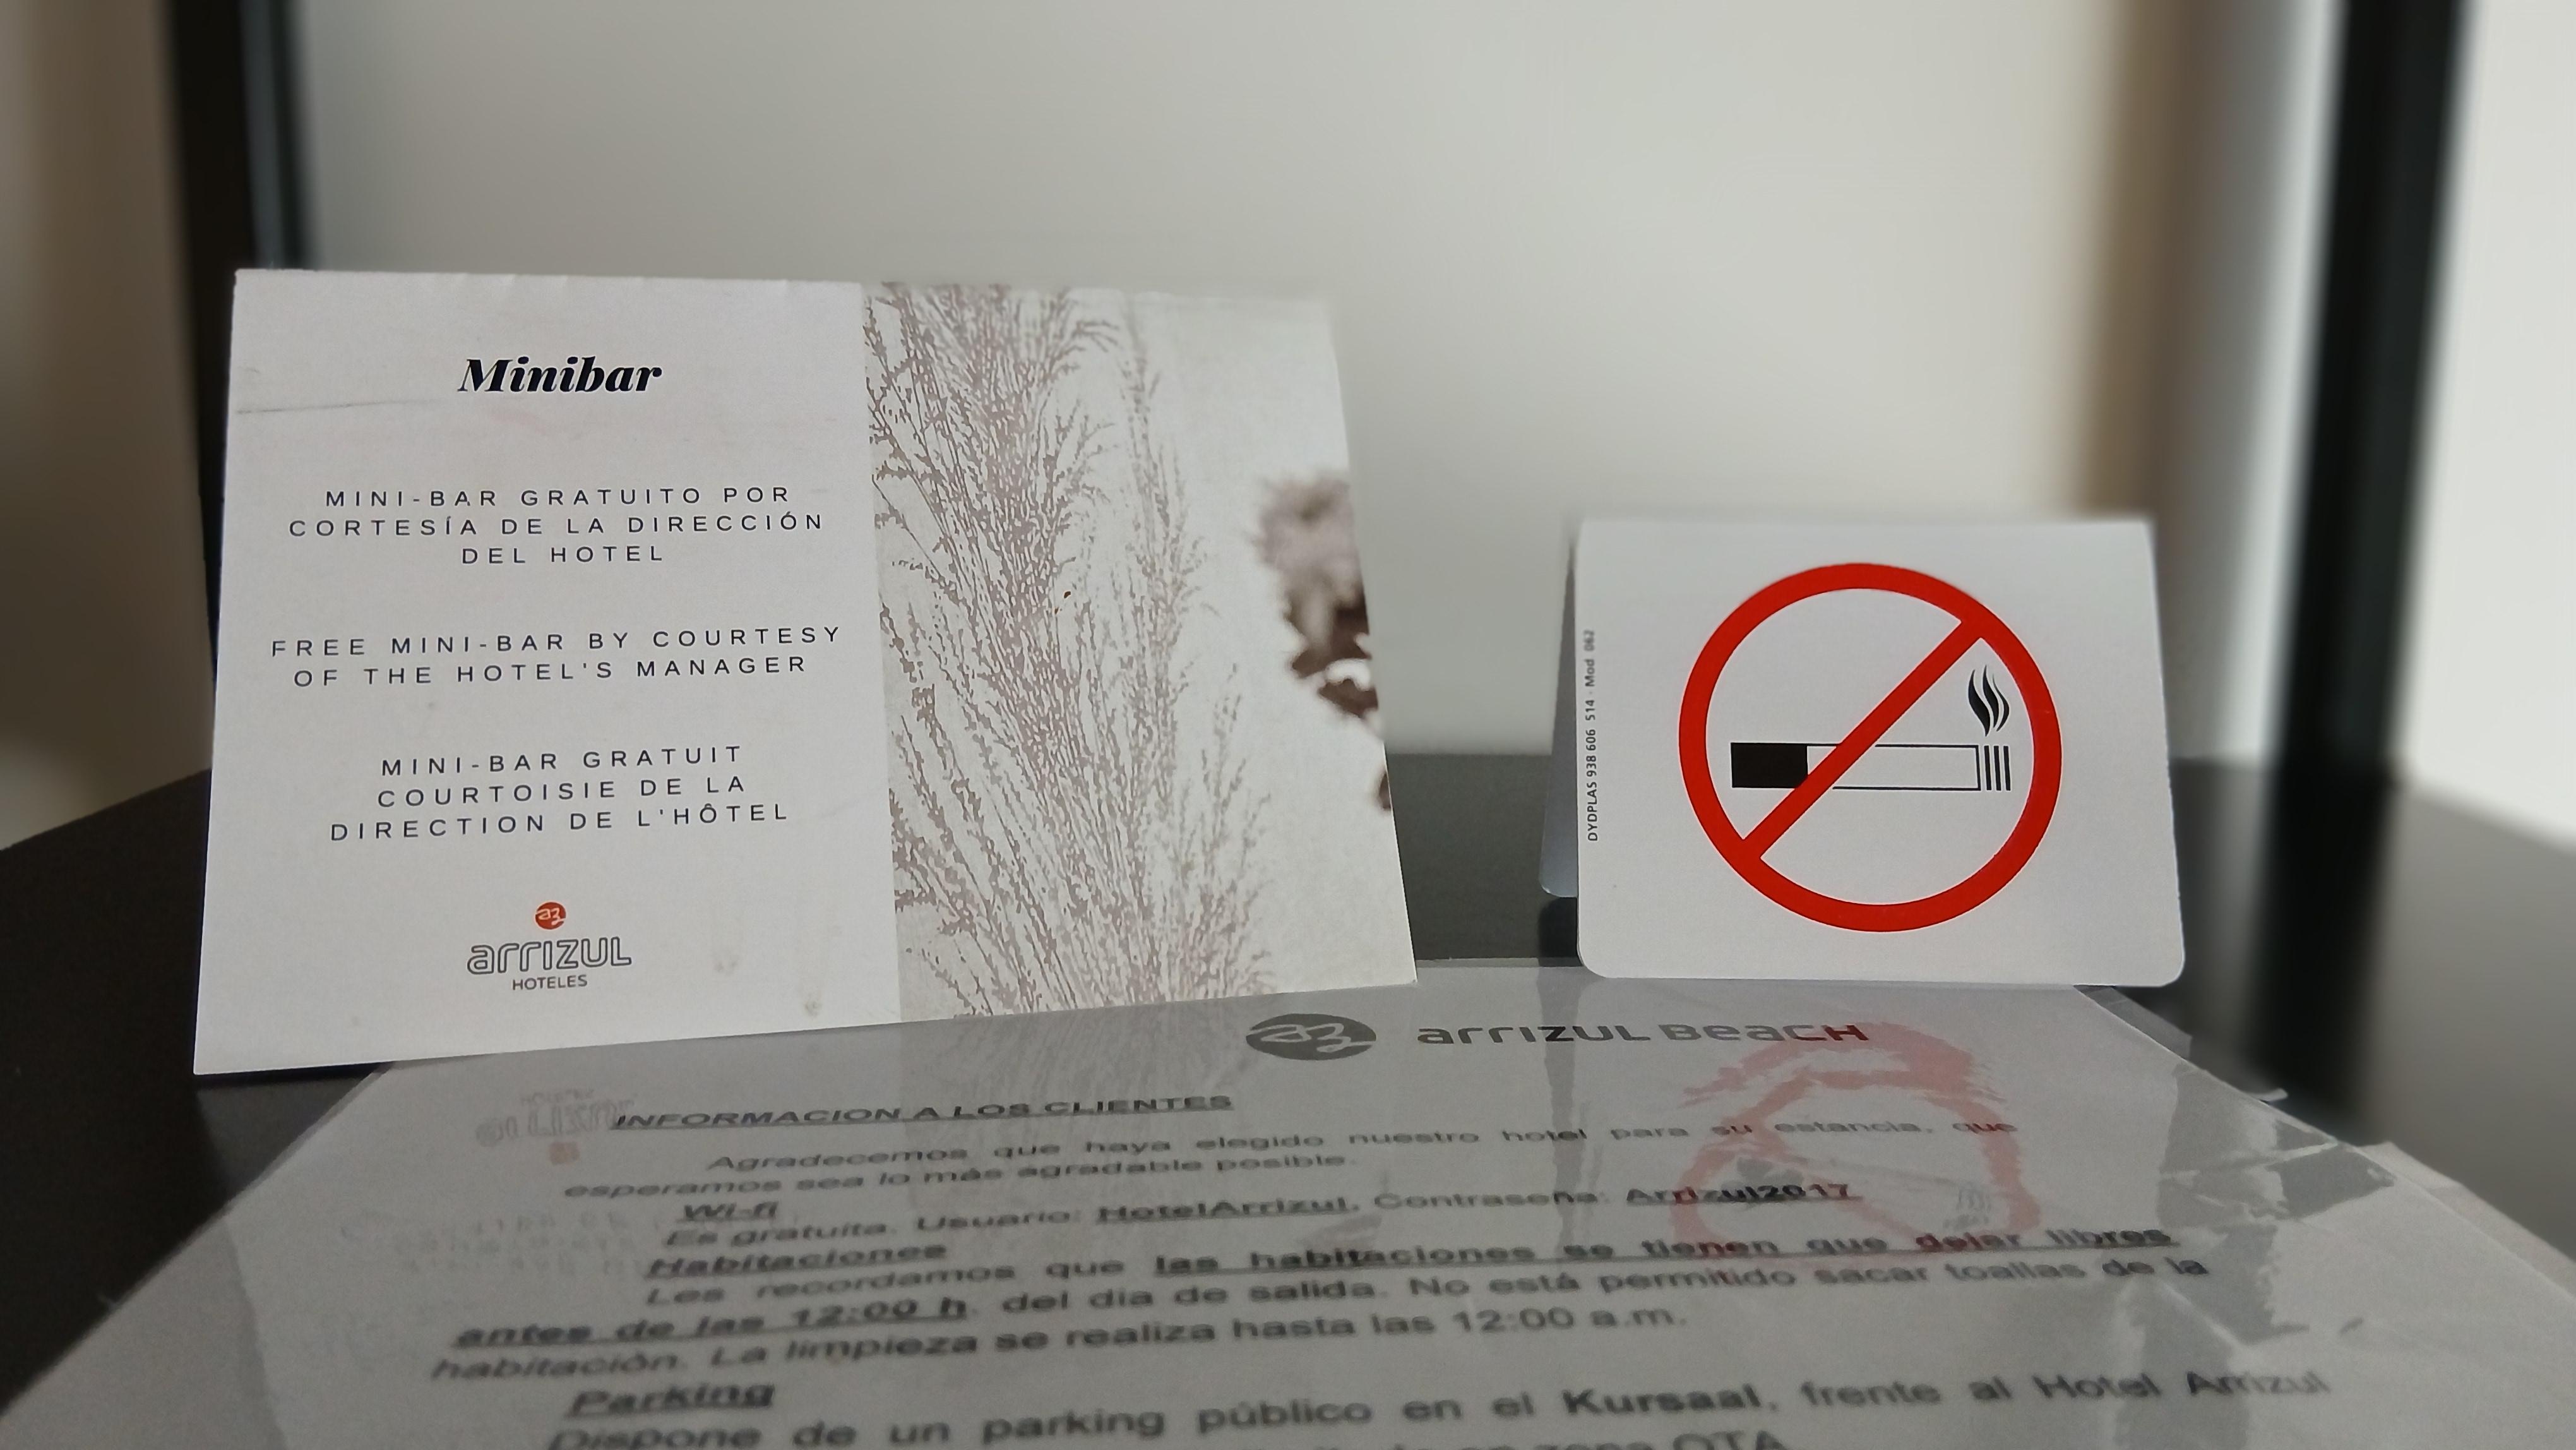 Minibar
MINI-BAR GRATUITO POR
CORTESÍA DE LA DIRECCIÓN
DEL HOTEL
FREE MINI-BAR BY COURTESY
OF THE HOTEL'S MANAGER
MINI-BAR GRATUIT
COURTOISIE DE LA
DIRECTION DE L'HÔTEL
a3
arrizul
HOTELES
DYDPLAS 938 606 514 - Mod 062
a3 arrizul Beach
INFORMACION A LOS CLIENTES
Agradecemos que haya elegido nuestro hotel para su estancia, que
esperamos sea lo más agradable posible.
Wi-fi
Es gratuita. Usuario: HotelArrizul, Contraseña: Arrizul2017
Habitaciones
Les recordamos que las habitaciones se tienen que dejar libres
antes de las 12:00 h. del dia de salida. No está permitido sacar toallas de la
habitación. La limpieza se realiza hasta las 12:00 a.m.
Parking
Dispone de un parking público en el Kursaal, frente al Hotel Arrizul
zona OTA